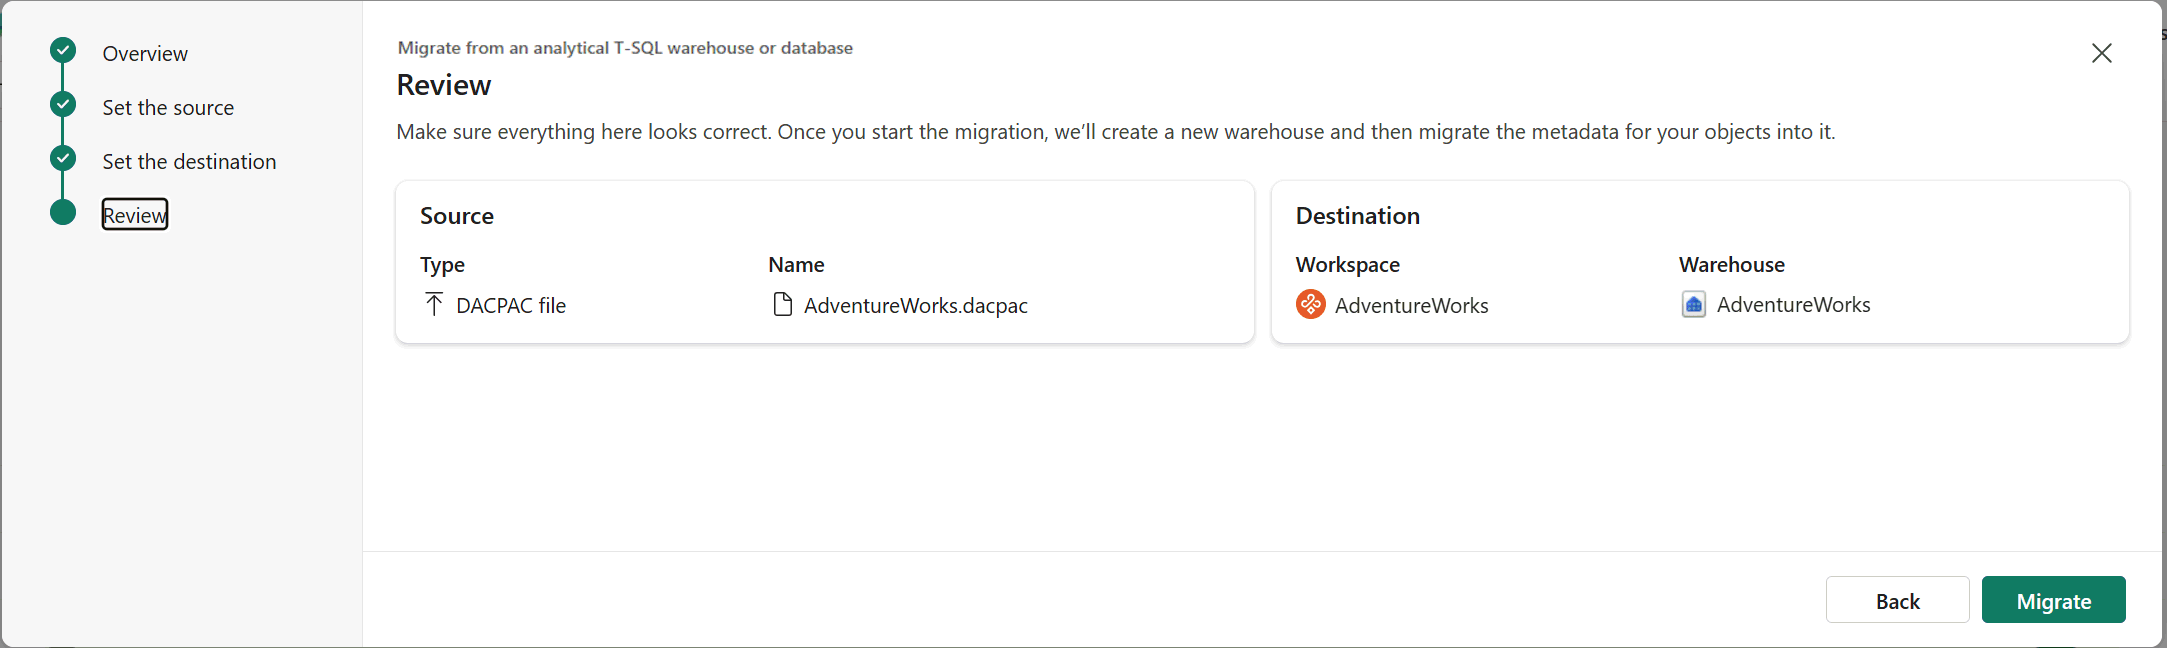 Overview
Set the source
Set the destination
Review
Migrate from an analytical T-SQL warehouse or database
Review
Make sure everything here looks correct. Once you start the migration, we’ll create a new warehouse and then migrate the metadata for your objects into it.
Source
Type
Name
DACPAC file
AdventureWorks.dacpac
Destination
Workspace
Warehouse
AdventureWorks
AdventureWorks
Back
Migrate